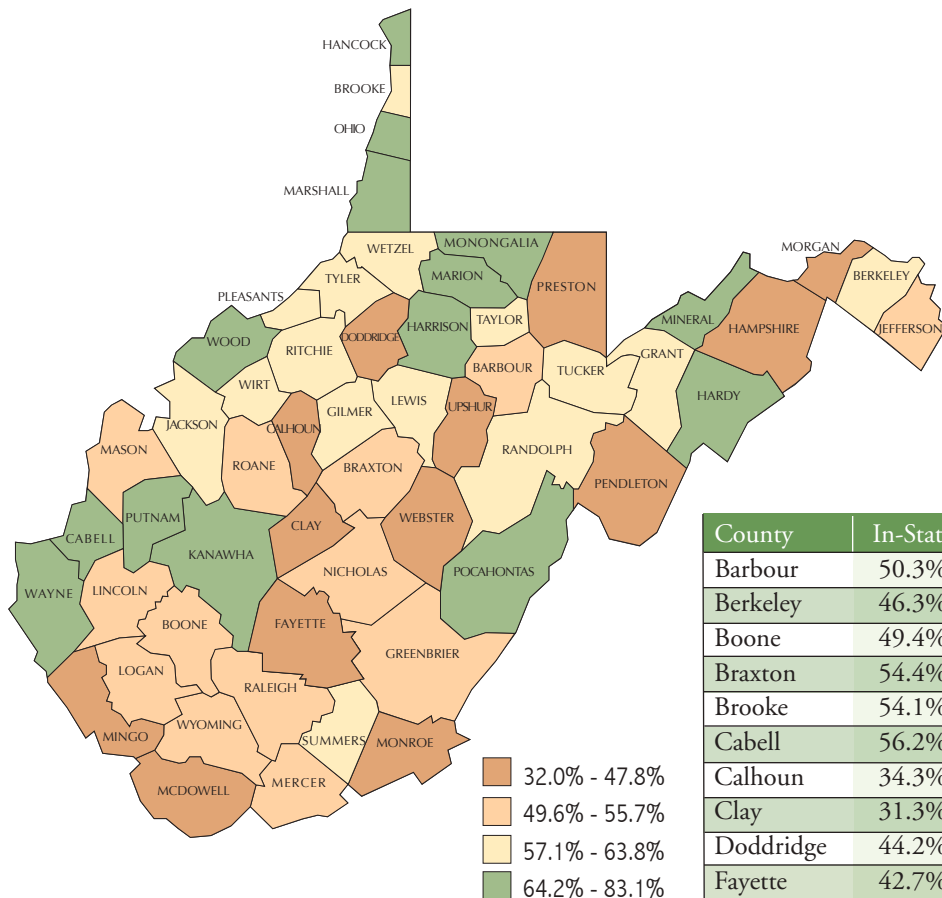 HANCOCK
BROOKE
OHIO
MARSHALL
WETZEL
MONONGALIA
MORGAN
TYLER
MARION
BERKELEY
PRESTON
PLEASANTS
MINERAL
TAYLOR
HARRISON
HAMPSHIRE
JEFFERSON
WOOD
DODDRIDGE
RITCHIE
GRANT
BARBOUR
TUCKER
WIRT
HARDY
LEWIS
UPSHUR
GILMER
JACKSON
CALHOUN
MASON
RANDOLPH
ROANE
BRAXTON
PENDLETON
PUTNAM
CLAY
WEBSTER
CABELL
KANAWHA
NICHOLAS
POCAHONTAS
LINCOLN
WAYNE
BOONE
FAYETTE
GREENBRIER
LOGAN
RALEIGH
WYOMING
MINGO
SUMMERS
MONROE
MCDOWELL
MERCER
32.0% - 47.8%
49.6% - 55.7%
57.1% - 63.8%
64.2% - 83.1%
County In-Stat
Barbour 50.3%
Berkeley 46.3%
Boone 49.4%
Braxton 54.4%
Brooke 54.1%
Cabell 56.2%
Calhoun 34.3%
Clay 31.3%
Doddridge 44.2%
Fayette 42.7%